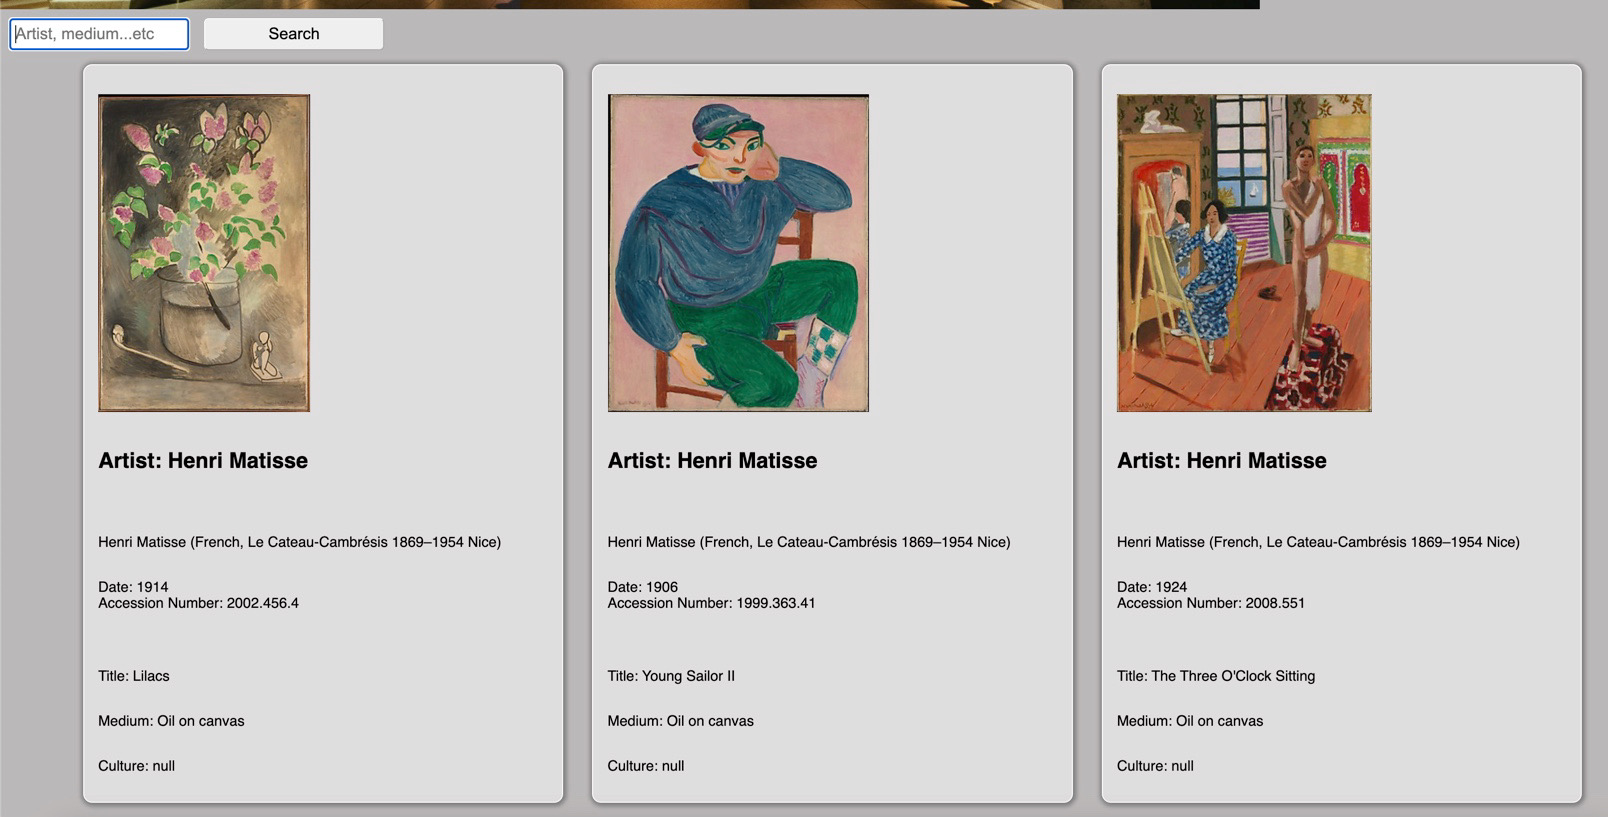 Artist, medium...etc
Search
Artist: Henri Matisse
Henri Matisse (French, Le Cateau-Cambrésis 1869–1954 Nice)
Date: 1914
Accession Number: 2002.456.4
Title: Lilacs
Medium: Oil on canvas
Culture: null
Artist: Henri Matisse
Henri Matisse (French, Le Cateau-Cambrésis 1869–1954 Nice)
Date: 1906
Accession Number: 1999.363.41
Title: Young Sailor II
Medium: Oil on canvas
Culture: null
Artist: Henri Matisse
Henri Matisse (French, Le Cateau-Cambrésis 1869–1954 Nice)
Date: 1924
Accession Number: 2008.551
Title: The Three O'Clock Sitting
Medium: Oil on canvas
Culture: null